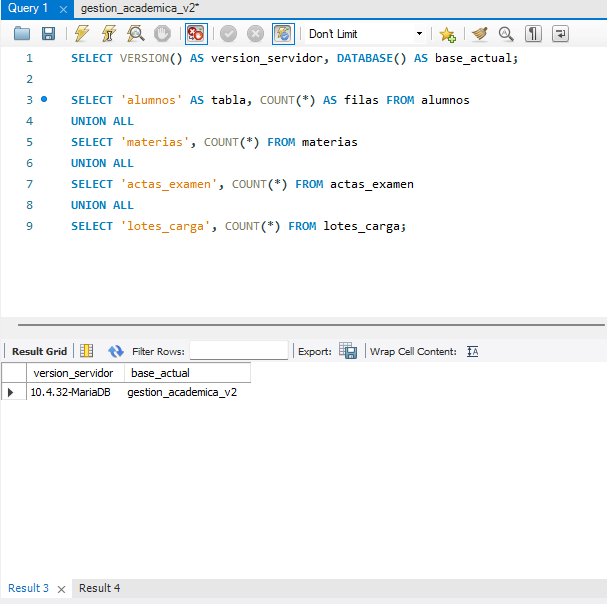 Query 1 gestion_academica_v2*
Don't Limit
1 SELECT VERSION() AS version_servidor, DATABASE() AS base_actual;
2
3 SELECT 'alumnos' AS tabla, COUNT(*) AS filas FROM alumnos
4 UNION ALL
5 SELECT 'materias', COUNT(*) FROM materias
6 UNION ALL
7 SELECT 'actas_examen', COUNT(*) FROM actas_examen
8 UNION ALL
9 SELECT 'lotes_carga', COUNT(*) FROM lotes_carga;
Result Grid Filter Rows: Export: Wrap Cell Content:
version_servidor base_actual
10.4.32-MariaDB gestion_academica_v2
Result 3 Result 4